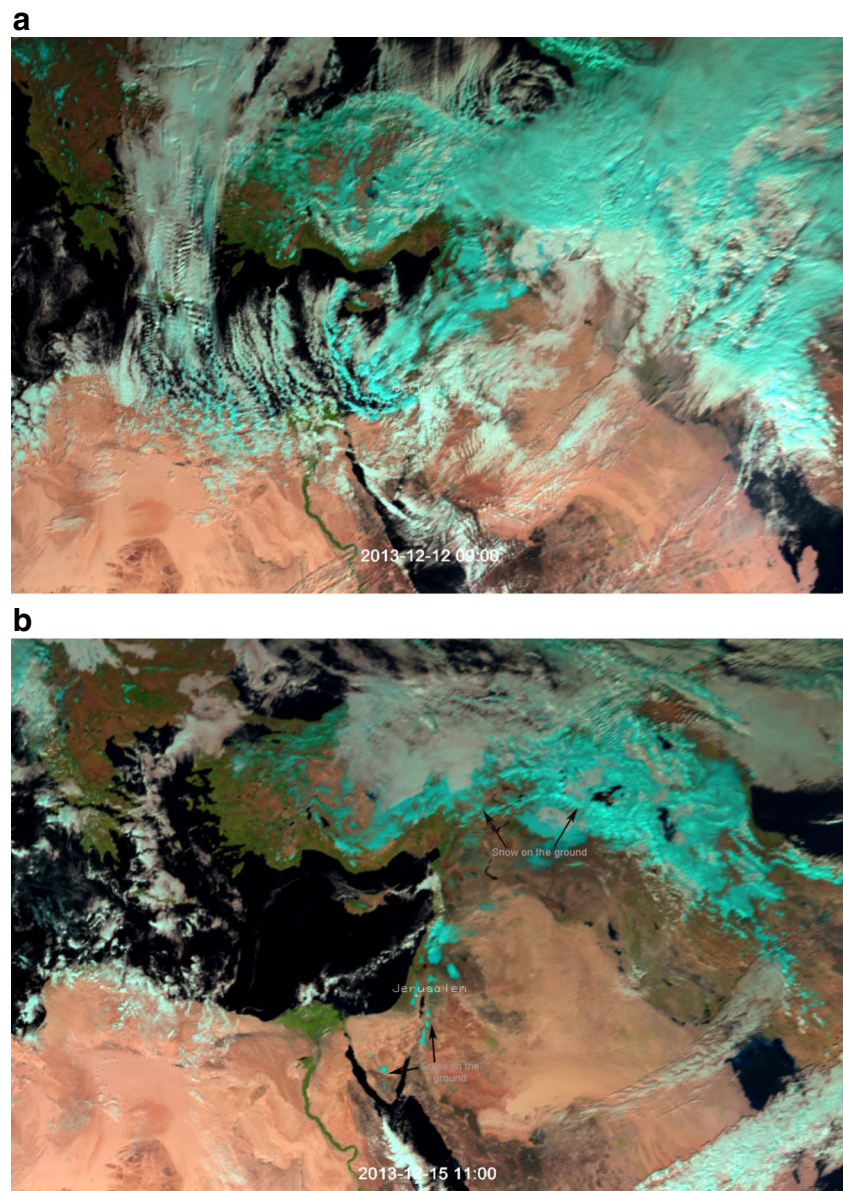 a
Jerusalem
2013-12-12 09:00
b
Snow on the ground
Jerusalem
Snow on the
ground
2013-12-15 11:00